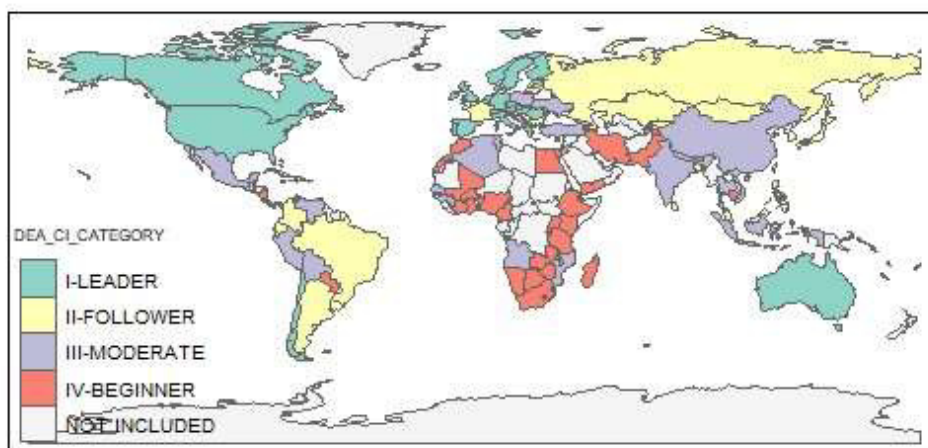 DEA_CI_CATEGORY
I-LEADER
II-FOLLOWER
III-MODERATE
IV-BEGINNER
NOT INCLUDED